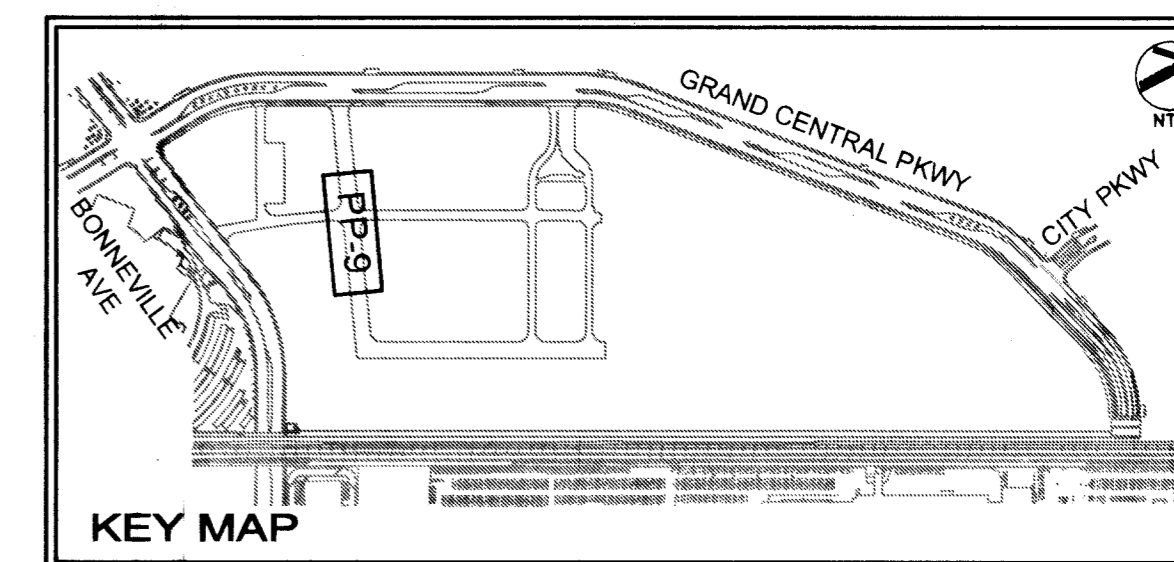 GRAND CENTRAL PKWY
CITY PKWY
BONNEVILLE
AVE
PP-9
KEY MAP